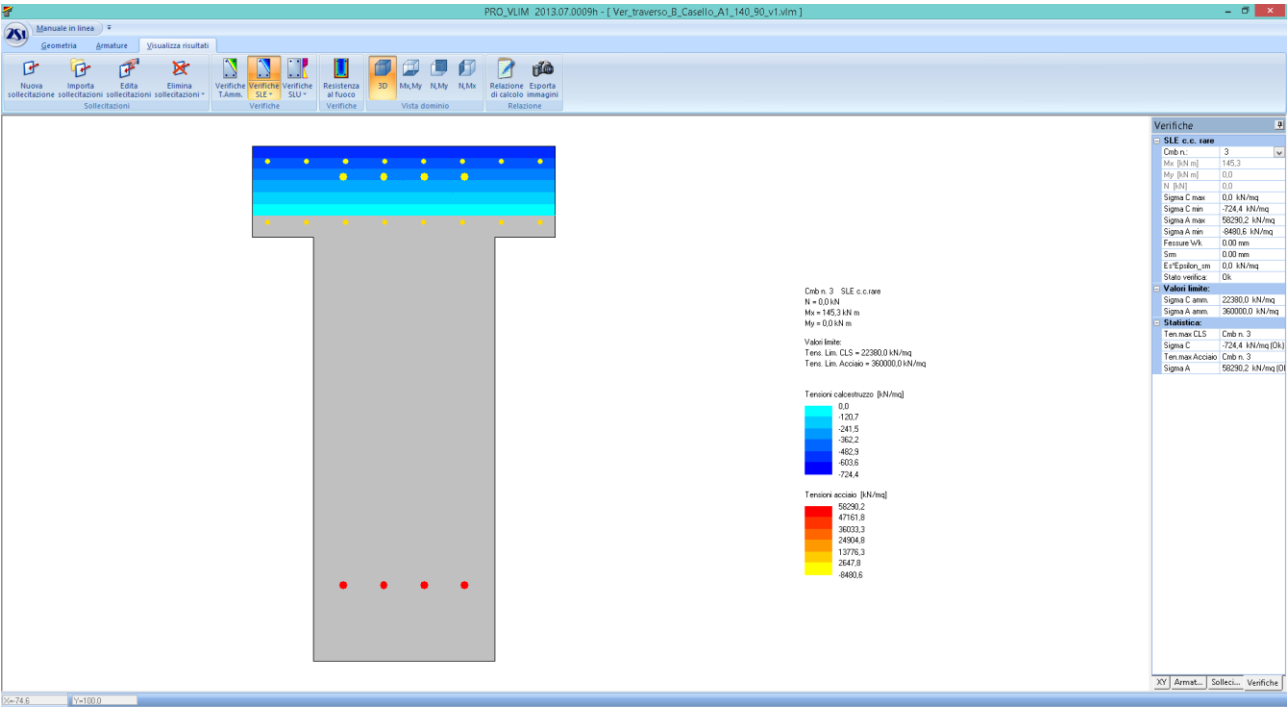 PRO_VLIM 2013.07.0009h - [ Ver_traverso_B_Casello_A1_140_90_v1.vlm ]
Manuale in linea
Geometria Armature Visualizza risultati
Nuova sollecitazione
Importa sollecitazioni
Edita sollecitazioni
Elimina sollecitazioni
Verifiche T.Amm.
Verifiche SLE
Verifiche SLU
Resistenza al fuoco
3D
Mx,My
N,My
N,Mx
Relazione di calcolo
Esporta immagini
Sollecitazioni
Verifiche
Verifiche
Vista dominio
Relazione
Cmb n. 3 SLE c.c.rare
N = 0,0 kN
Mx = 145,3 kN m
My = 0,0 kN m
Valori limite:
Tens. Lim. CLS = 22380,0 kN/mq
Tens. Lim. Acciaio = 360000,0 kN/mq
Tensioni calcestruzzo [kN/mq]
0,0
-120,7
-241,5
-362,2
-482,9
-603,6
-724,4
Tensioni acciaio [kN/mq]
58290,2
47161,8
36033,3
24904,8
13776,3
2647,8
-8480,6
Verifiche
SLE c.c. rare
Cmb n.: 3
Mx [kN m] 145,3
My [kN m] 0,0
N [kN] 0,0
Sigma C max 0,0 kN/mq
Sigma C min -724,4 kN/mq
Sigma A max 58290,2 kN/mq
Sigma A min -8480,6 kN/mq
Fessure Wk 0.00 mm
Srm 0.00 mm
Es*Epsilon_sm 0,0 kN/mq
Stato verifica: Ok
Valori limite:
Sigma C amm. 22380,0 kN/mq
Sigma A amm. 360000,0 kN/mq
Statistica:
Ten.max CLS Cmb n. 3
Sigma C -724,4 kN/mq (Ok)
Ten.max Acciaio Cmb n. 3
Sigma A 58290,2 kN/mq (Ol
XY Armat... Solleci... Verifiche
X=-74.6 Y=100.0